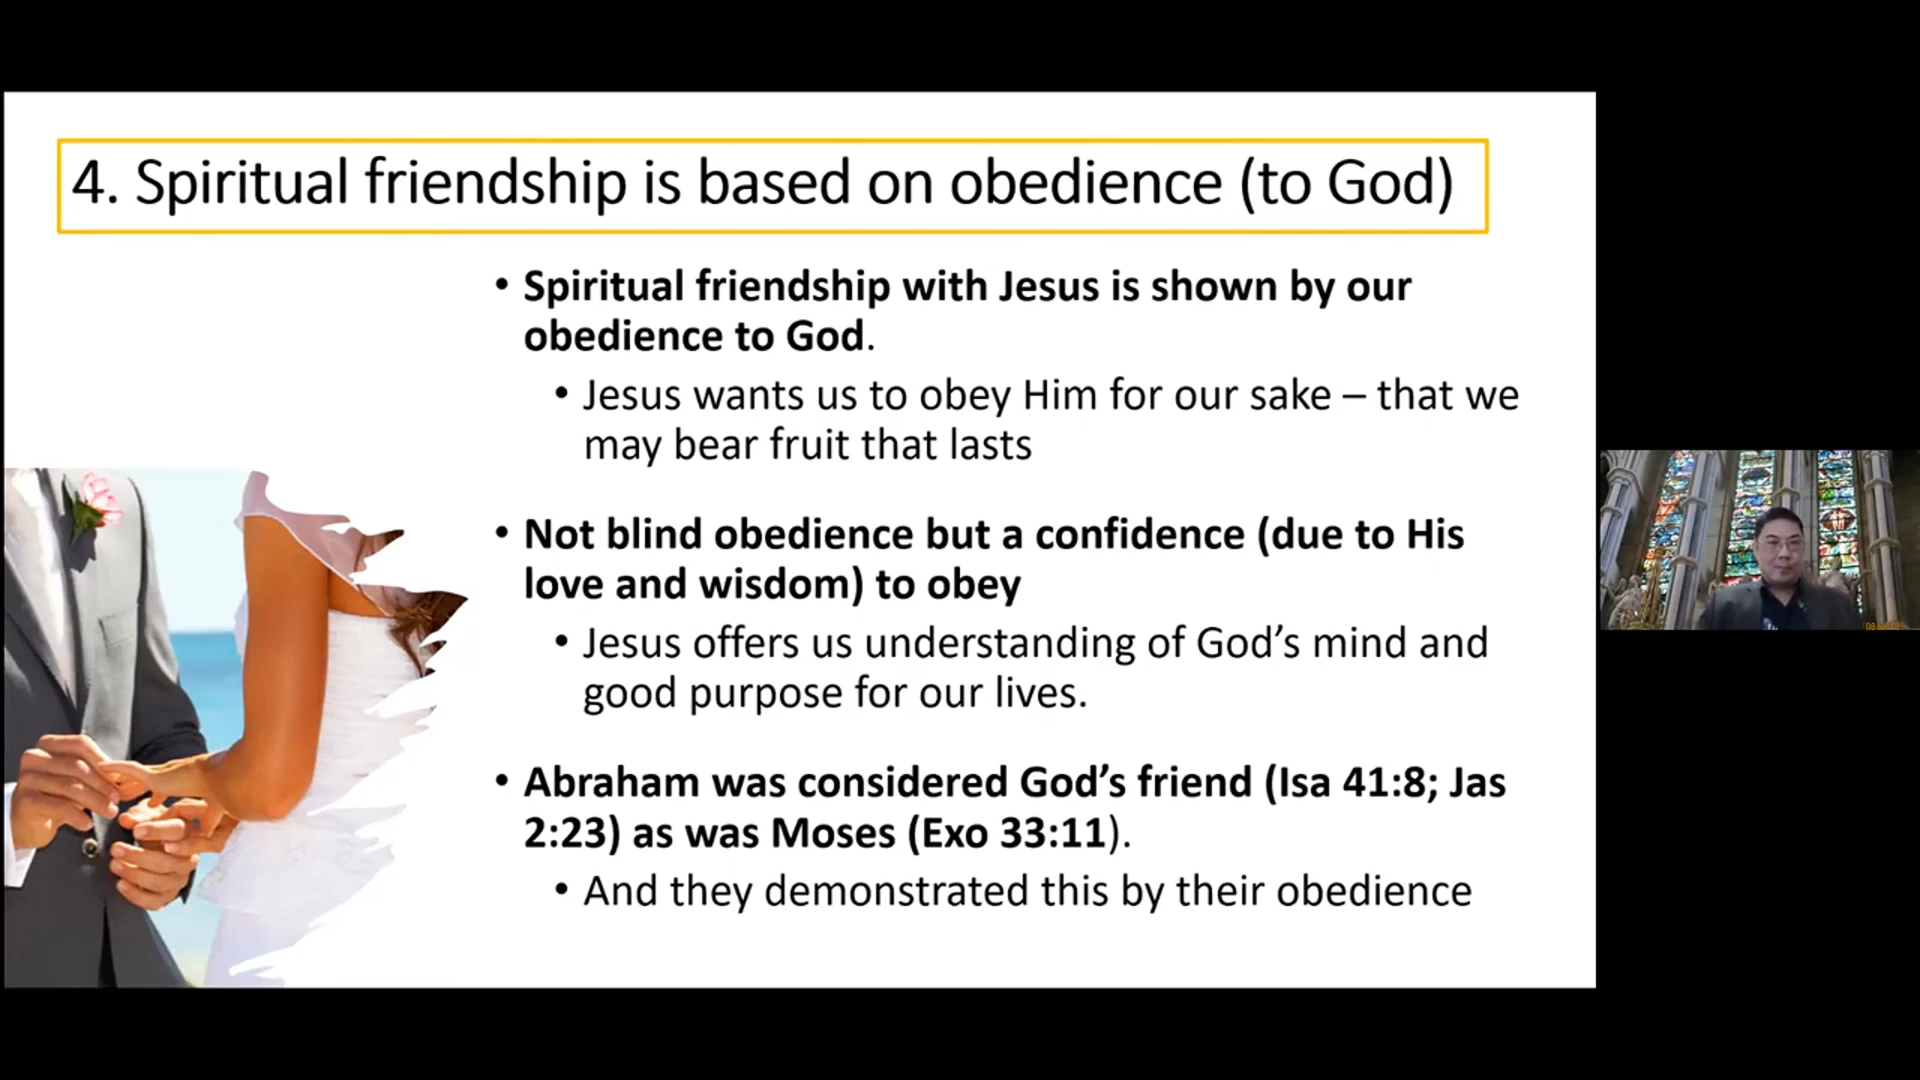 4. Spiritual friendship is based on obedience (to God)
• Spiritual friendship with Jesus is shown by our
obedience to God.
• Jesus wants us to obey Him for our sake – that we
may bear fruit that lasts
• Not blind obedience but a confidence (due to His
love and wisdom) to obey
• Jesus offers us understanding of God’s mind and
good purpose for our lives.
• Abraham was considered God’s friend (Isa 41:8; Jas
2:23) as was Moses (Exo 33:11).
• And they demonstrated this by their obedience